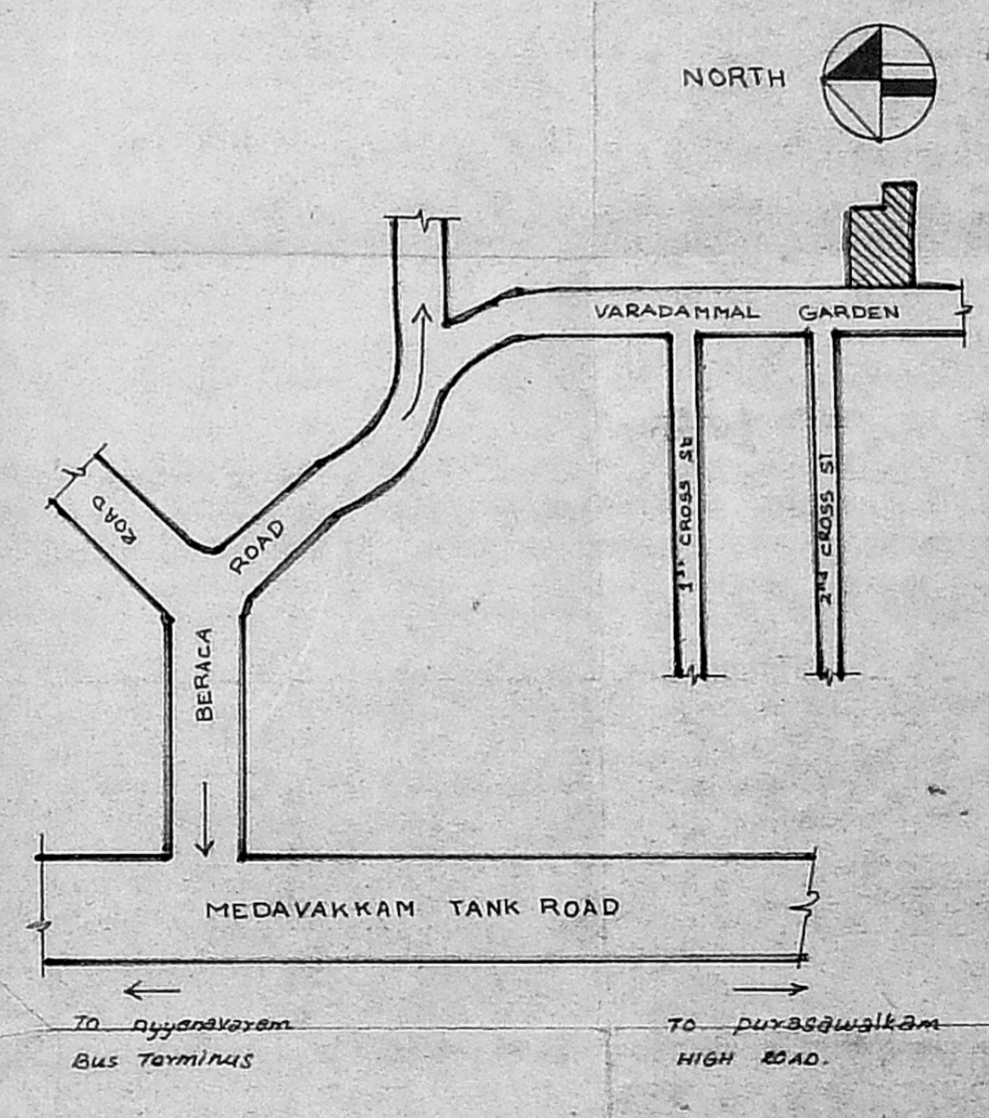 NORTH
VARADAMMAL GARDEN
1st CROSS St
2nd CROSS St
ROAD
ROAD
BERACA
MEDAVAKKAM TANK ROAD
TO Ayyanavaram
Bus Terminus
TO purasawalkam
HIGH ROAD.